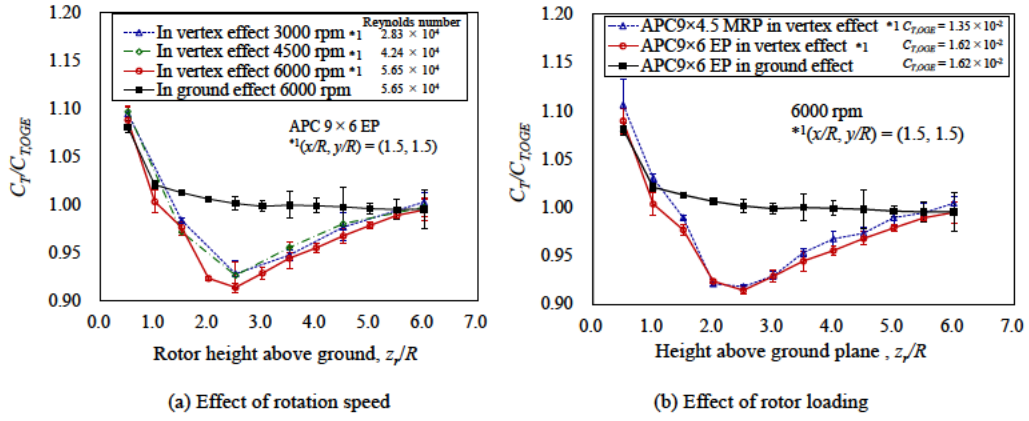 Reynolds number
In vertex effect 3000 rpm *1 2.83 × 10⁴
In vertex effect 4500 rpm *1 4.24 × 10⁴
In vertex effect 6000 rpm *1 5.65 × 10⁴
In ground effect 6000 rpm 5.65 × 10⁴
APC 9 × 6 EP
*¹(x/R, y/R) = (1.5, 1.5)
C_T/C_T,OGE
1.20
1.15
1.10
1.05
1.00
0.95
0.90
0.0 1.0 2.0 3.0 4.0 5.0 6.0 7.0
Rotor height above ground, z_r/R
(a) Effect of rotation speed
APC9×4.5 MRP in vertex effect *1 C_T,OGE = 1.35×10⁻²
APC9×6 EP in vertex effect *1 C_T,OGE = 1.62×10⁻²
APC9×6 EP in ground effect C_T,OGE = 1.62×10⁻²
6000 rpm
*¹(x/R, y/R) = (1.5, 1.5)
C_T/C_T,OGE
1.20
1.15
1.10
1.05
1.00
0.95
0.90
0.0 1.0 2.0 3.0 4.0 5.0 6.0 7.0
Height above ground plane , z_r/R
(b) Effect of rotor loading